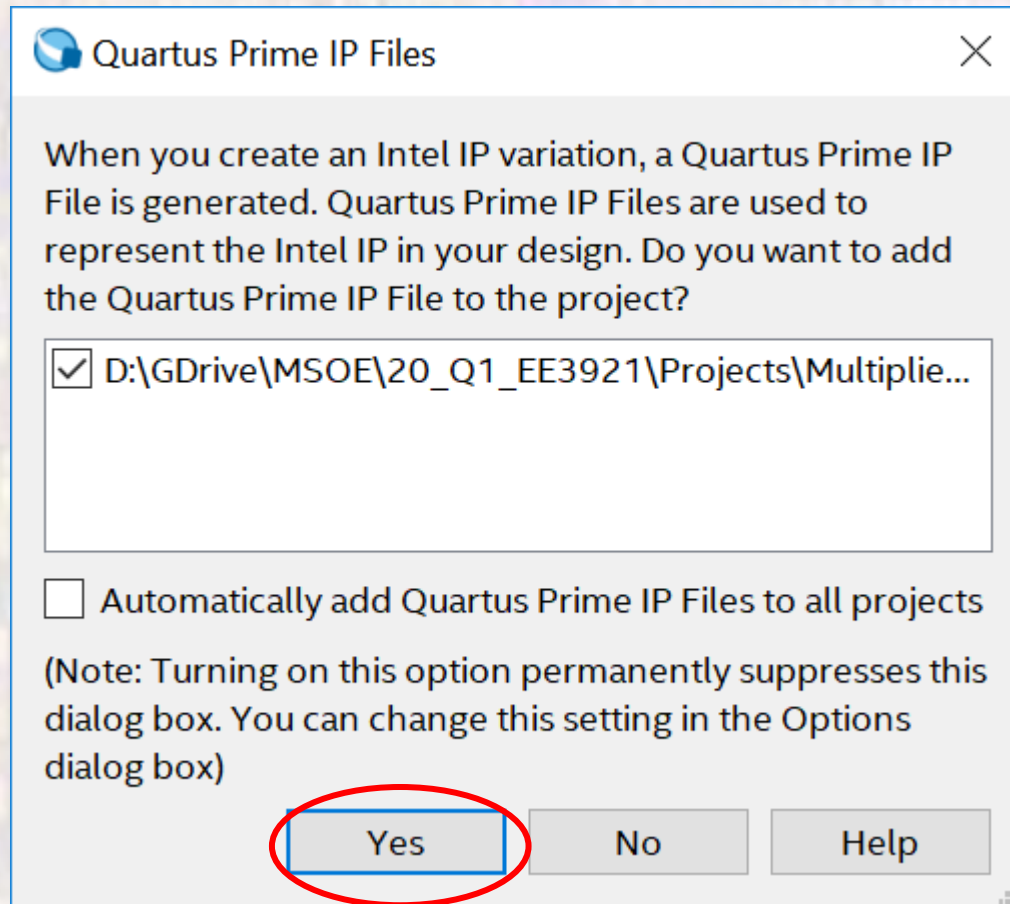 Quartus Prime IP Files
When you create an Intel IP variation, a Quartus Prime IP
File is generated. Quartus Prime IP Files are used to
represent the Intel IP in your design. Do you want to add
the Quartus Prime IP File to the project?
D:\GDrive\MSOE\20_Q1_EE3921\Projects\Multiplie...
Automatically add Quartus Prime IP Files to all projects
(Note: Turning on this option permanently suppresses this
dialog box. You can change this setting in the Options
dialog box)
Yes No Help